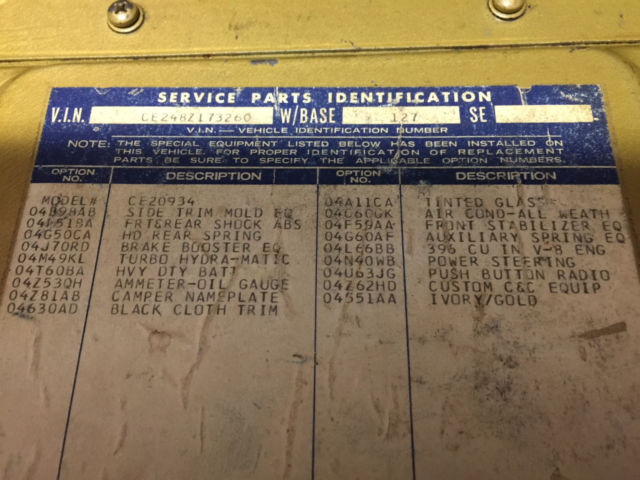 SERVICE PARTS IDENTIFICATION
V.I.N. CE248Z173260 W/BASE 127 SE
V.I.N. — VEHICLE IDENTIFICATION NUMBER
NOTE: THE SPECIAL EQUIPMENT LISTED BELOW HAS BEEN INSTALLED ON
THIS VEHICLE. FOR PROPER IDENTIFICATION OF REPLACEMENT
PARTS BE SURE TO SPECIFY THE APPLICABLE OPTION NUMBERS.
OPTION NO. DESCRIPTION OPTION NO. DESCRIPTION
MODEL# CE20934
04B98AB SIDE TRIM MOLD EQ
04F51BA FRT&REAR SHOCK ABS
04G50CA HD REAR SPRING
04J70RD BRAKE BOOSTER EQ
04M49KL TURBO HYDRA-MATIC
04T60BA HVY DTY BATT
04Z53QH AMMETER-OIL GAUGE
04Z81AB CAMPER NAMEPLATE
04630AD BLACK CLOTH TRIM
04A11CA TINTED GLASS
04C60GK AIR COND-ALL WEATH
04F59AA FRONT STABILIZER EQ
04G60AF AUXILIARY SPRING EQ
04L66BB 396 CU IN V-8 ENG
04N40WB POWER STEERING
04U63JG PUSH BUTTON RADIO
04Z62HD CUSTOM C&C EQUIP
04551AA IVORY/GOLD